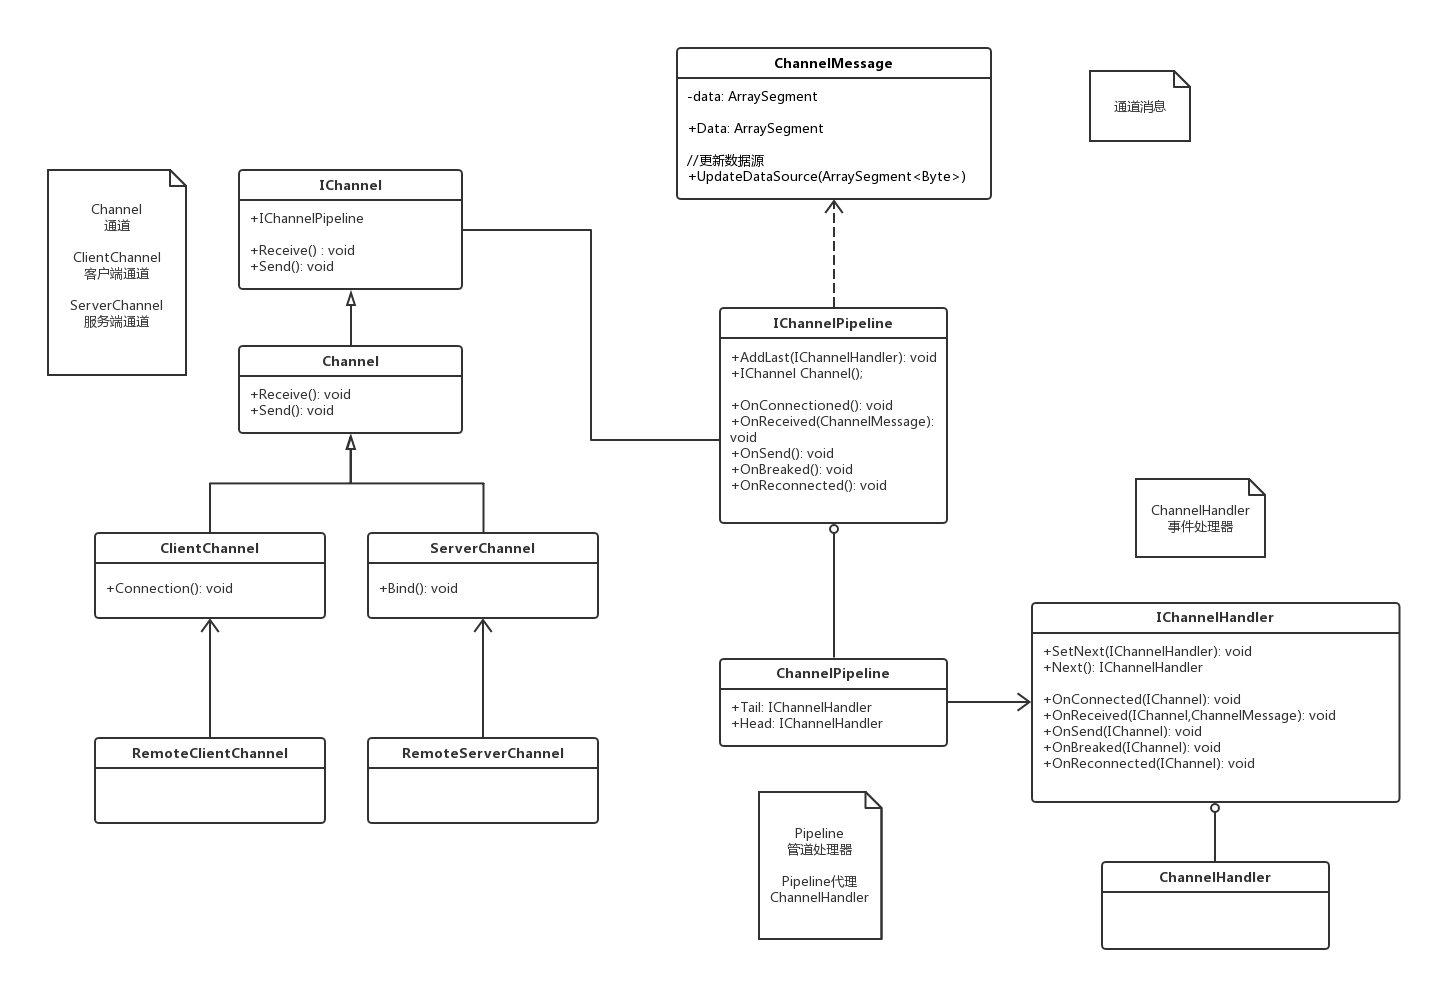 ChannelMessage
-data: ArraySegment
+Data: ArraySegment
//更新数据源
+UpdateDataSource(ArraySegment<Byte>)
通道消息
Channel
通道
ClientChannel
客户端通道
ServerChannel
服务端通道
IChannel
+IChannelPipeline
+Receive() : void
+Send(): void
Channel
+Receive(): void
+Send(): void
IChannelPipeline
+AddLast(IChannelHandler): void
+IChannel Channel();
+OnConnectioned(): void
+OnReceived(ChannelMessage):
void
+OnSend(): void
+OnBreaked(): void
+OnReconnected(): void
ClientChannel
+Connection(): void
ServerChannel
+Bind(): void
ChannelHandler
事件处理器
IChannelHandler
+SetNext(IChannelHandler): void
+Next(): IChannelHandler
+OnConnected(IChannel): void
+OnReceived(IChannel,ChannelMessage): void
+OnSend(IChannel): void
+OnBreaked(IChannel): void
+OnReconnected(IChannel): void
ChannelPipeline
+Tail: IChannelHandler
+Head: IChannelHandler
RemoteClientChannel
RemoteServerChannel
Pipeline
管道处理器
Pipeline代理
ChannelHandler
ChannelHandler